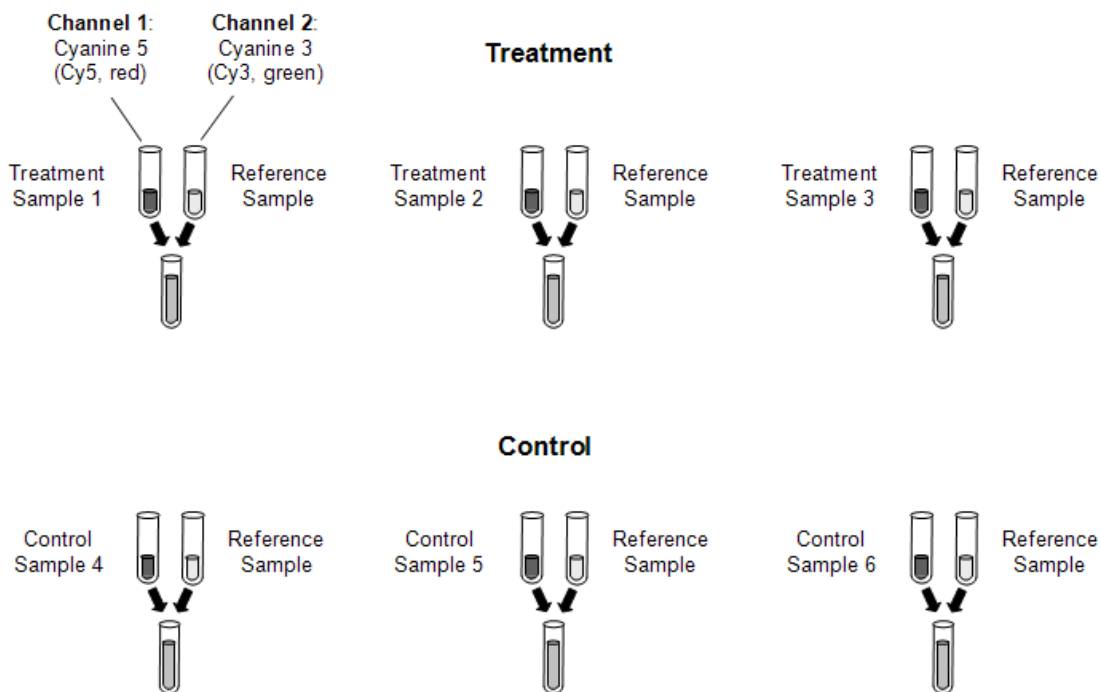 Channel 1:
Cyanine 5
(Cy5, red)
Channel 2:
Cyanine 3
(Cy3, green)
Treatment
Treatment
Sample 1
Reference
Sample
Treatment
Sample 2
Reference
Sample
Treatment
Sample 3
Reference
Sample
Control
Control
Sample 4
Reference
Sample
Control
Sample 5
Reference
Sample
Control
Sample 6
Reference
Sample